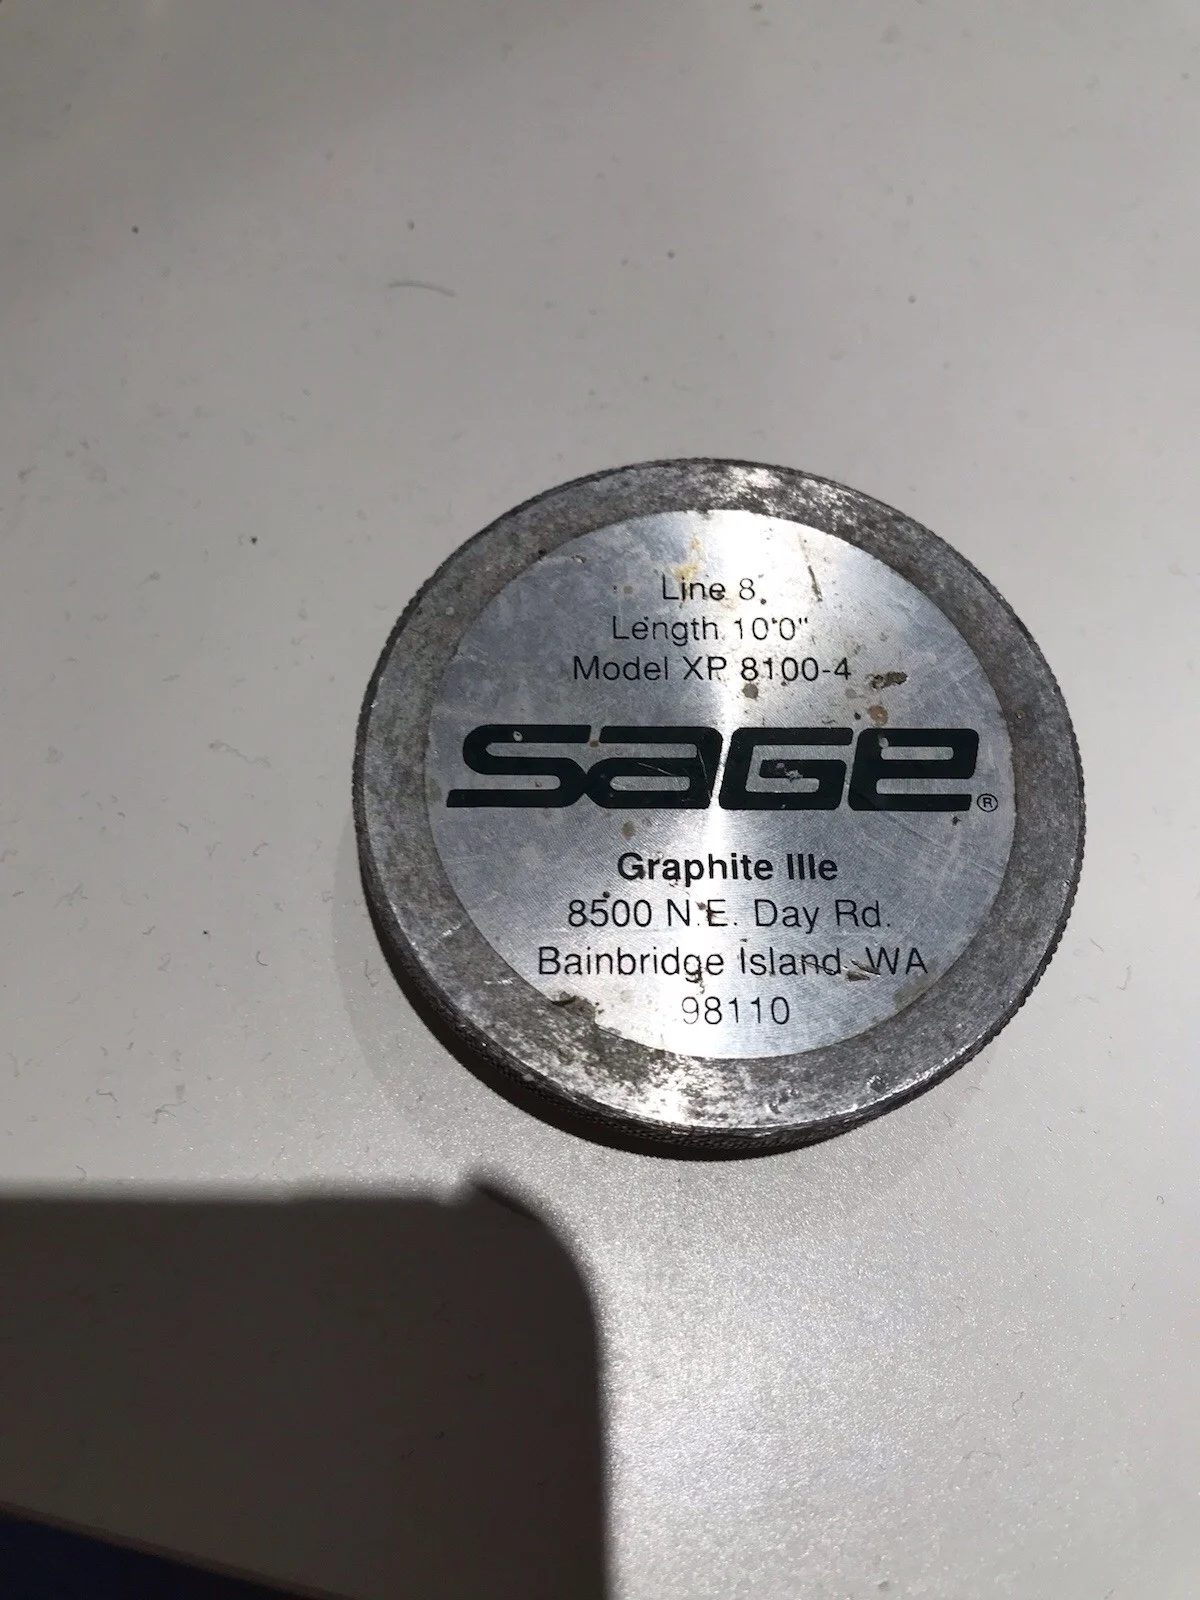 Line 8
Length 10'0"
Model XP 8100-4
SAGE®
Graphite IIIe
8500 N.E. Day Rd.
Bainbridge Island, WA
98110